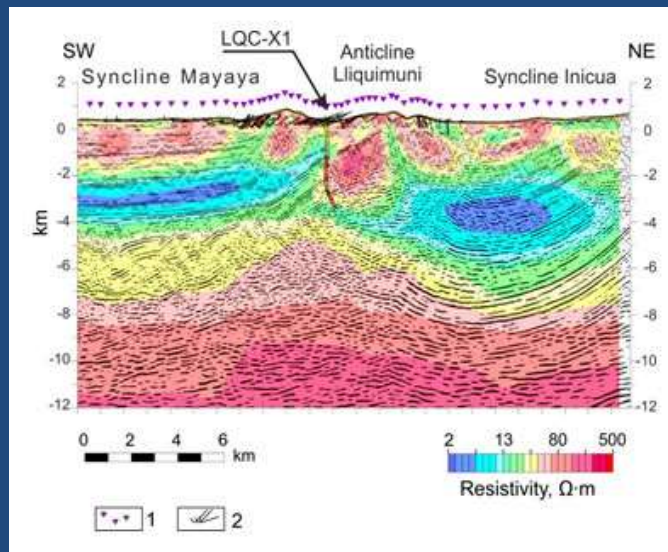 LQC-X1
SW
Anticline
Lliquimuni
NE
Syncline Mayaya
Syncline Inicua
2
0
-2
-4
-6
-8
-10
-12
km
2
0
-2
-4
-6
-8
-10
-12
0 2 4 6
km
2 13 80 500
Resistivity, Ω·m
1
2